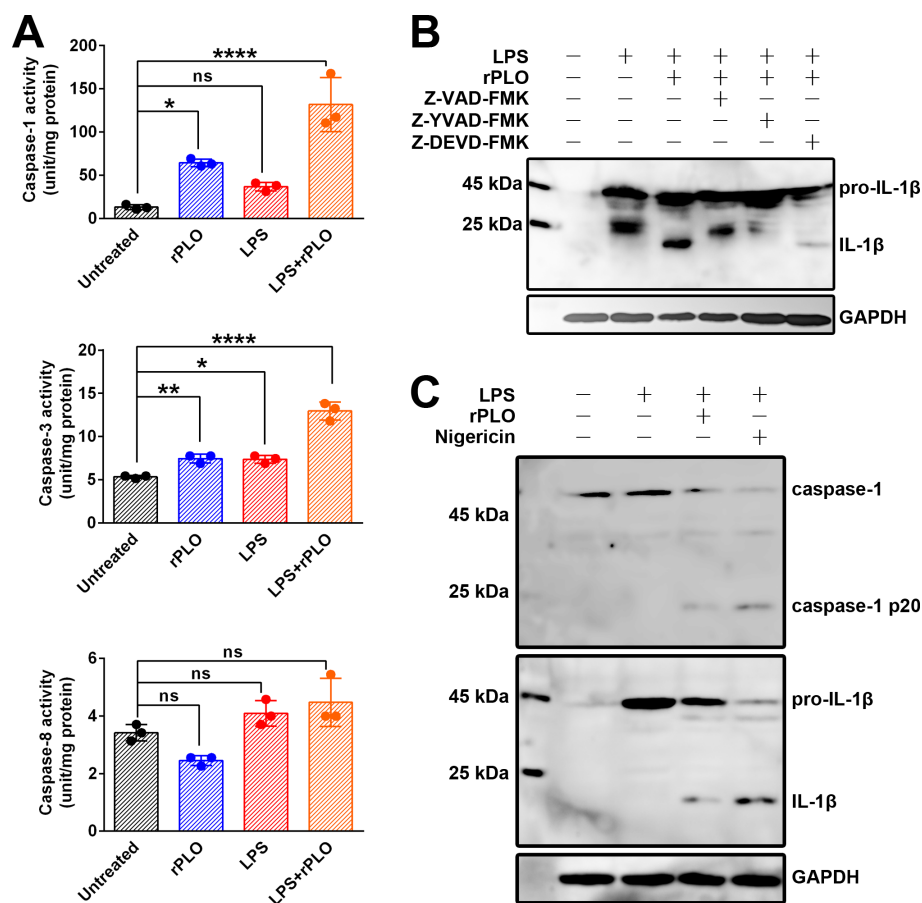 A
Caspase-1 activity
(unit/mg protein)
200
150
100
50
0
****
ns
*
Untreated
rPLO
LPS
LPS+rPLO
Caspase-3 activity
(unit/mg protein)
20
15
10
5
0
****
*
**
Untreated
rPLO
LPS
LPS+rPLO
Caspase-8 activity
(unit/mg protein)
6
4
2
0
ns
ns
ns
Untreated
rPLO
LPS
LPS+rPLO
B
LPS − + + + + +
rPLO − − + + + +
Z-VAD-FMK − − − + − −
Z-YVAD-FMK − − − − + −
Z-DEVD-FMK − − − − − +
45 kDa
25 kDa
pro-IL-1β
IL-1β
GAPDH
C
LPS − + + +
rPLO − − + −
Nigericin − − − +
45 kDa
25 kDa
caspase-1
caspase-1 p20
45 kDa
25 kDa
pro-IL-1β
IL-1β
GAPDH